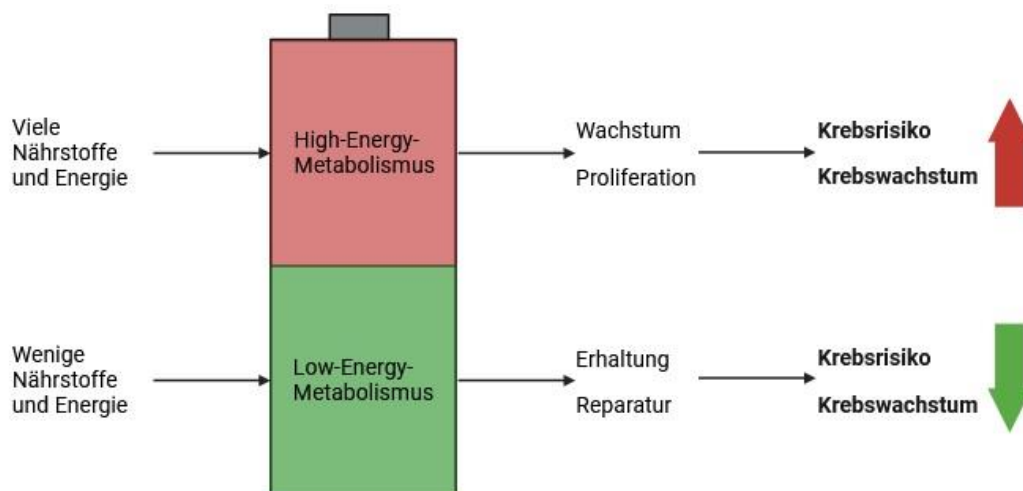 Viele
Nährstoffe
und Energie
High-Energy-
Metabolismus
Wachstum
Proliferation
Krebsrisiko
Krebswachstum
Wenige
Nährstoffe
und Energie
Low-Energy-
Metabolismus
Erhaltung
Reparatur
Krebsrisiko
Krebswachstum